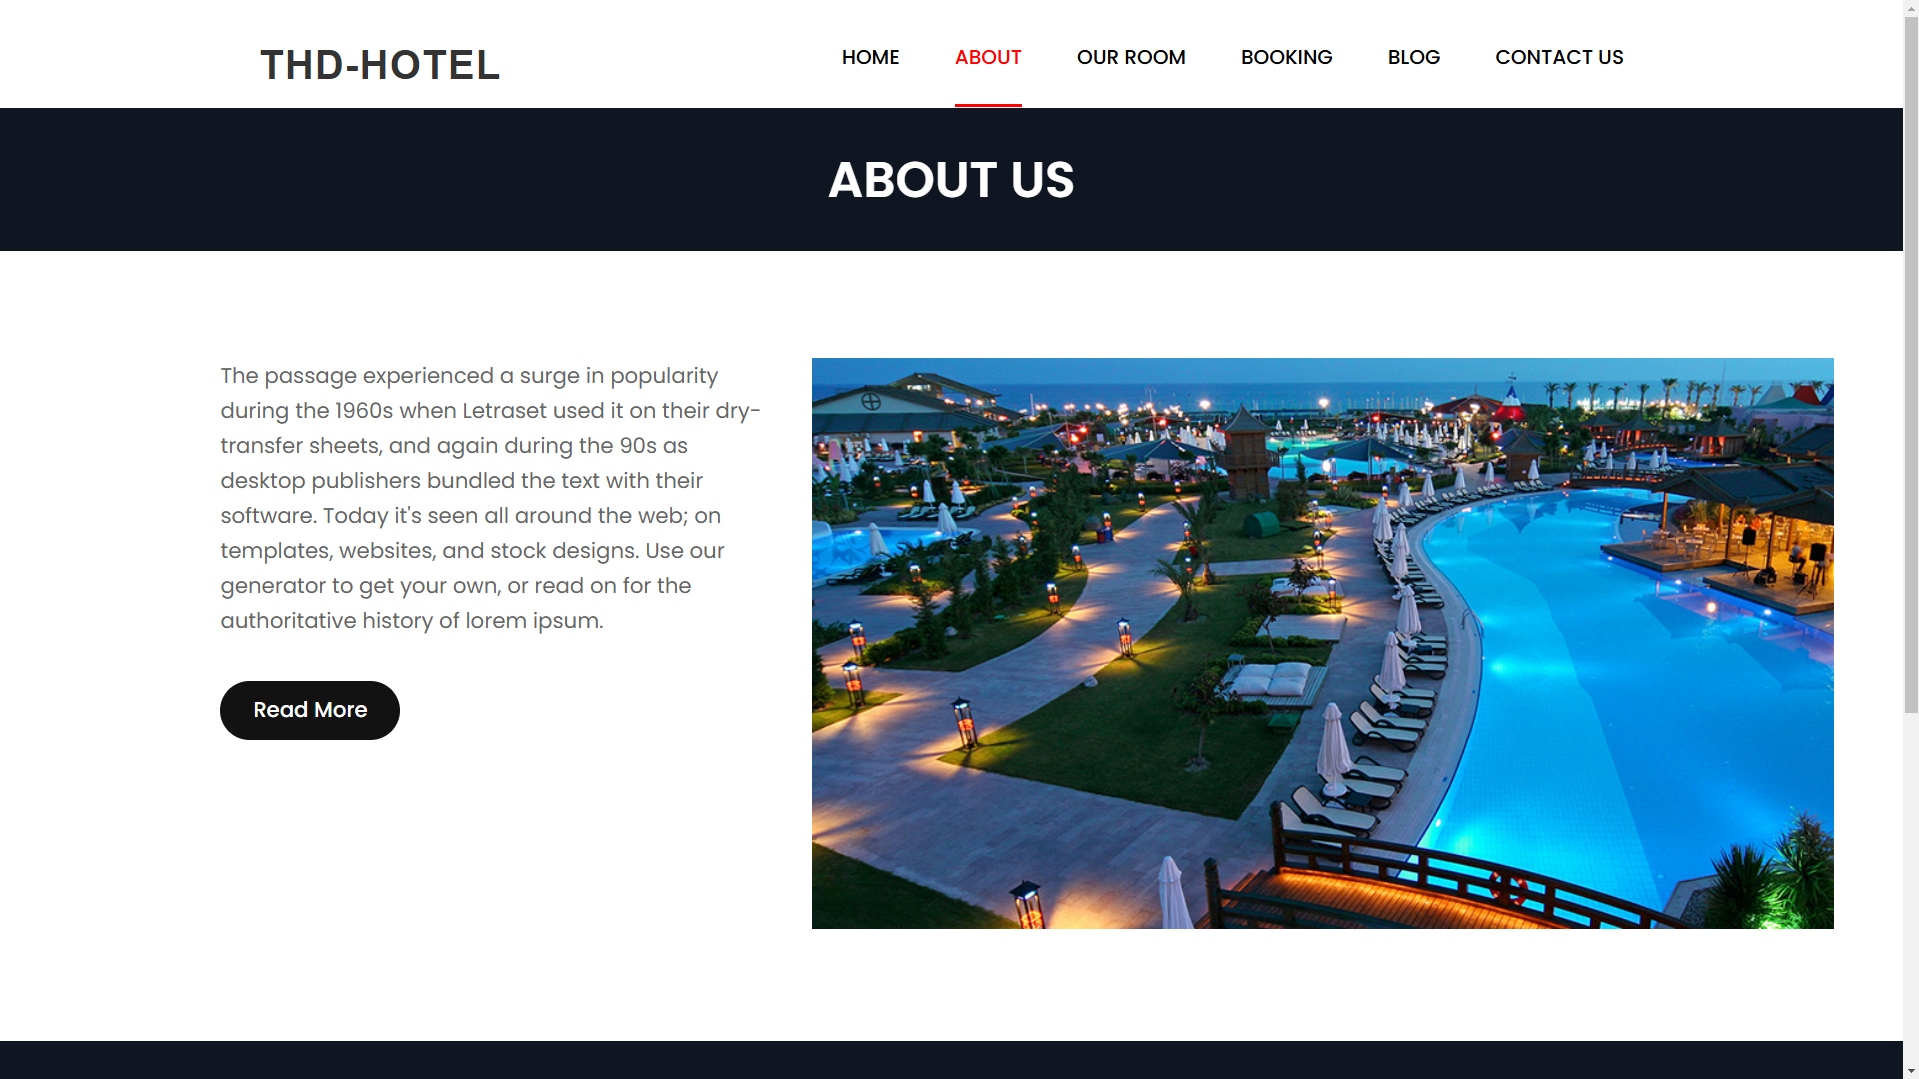 THD-HOTEL
HOME ABOUT OUR ROOM BOOKING BLOG CONTACT US
ABOUT US
The passage experienced a surge in popularity
during the 1960s when Letraset used it on their dry-
transfer sheets, and again during the 90s as
desktop publishers bundled the text with their
software. Today it's seen all around the web; on
templates, websites, and stock designs. Use our
generator to get your own, or read on for the
authoritative history of lorem ipsum.
Read More